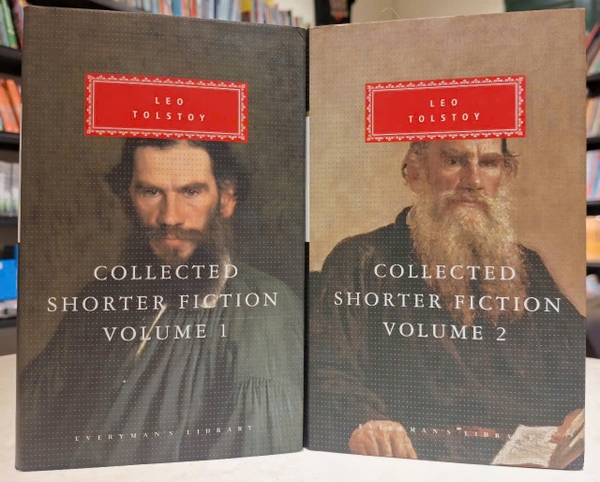 LEO
TOLSTOY
COLLECTED
SHORTER FICTION
VOLUME 1
EVERYMAN'S LIBRARY
LEO
TOLSTOY
COLLECTED
SHORTER FICTION
VOLUME 2